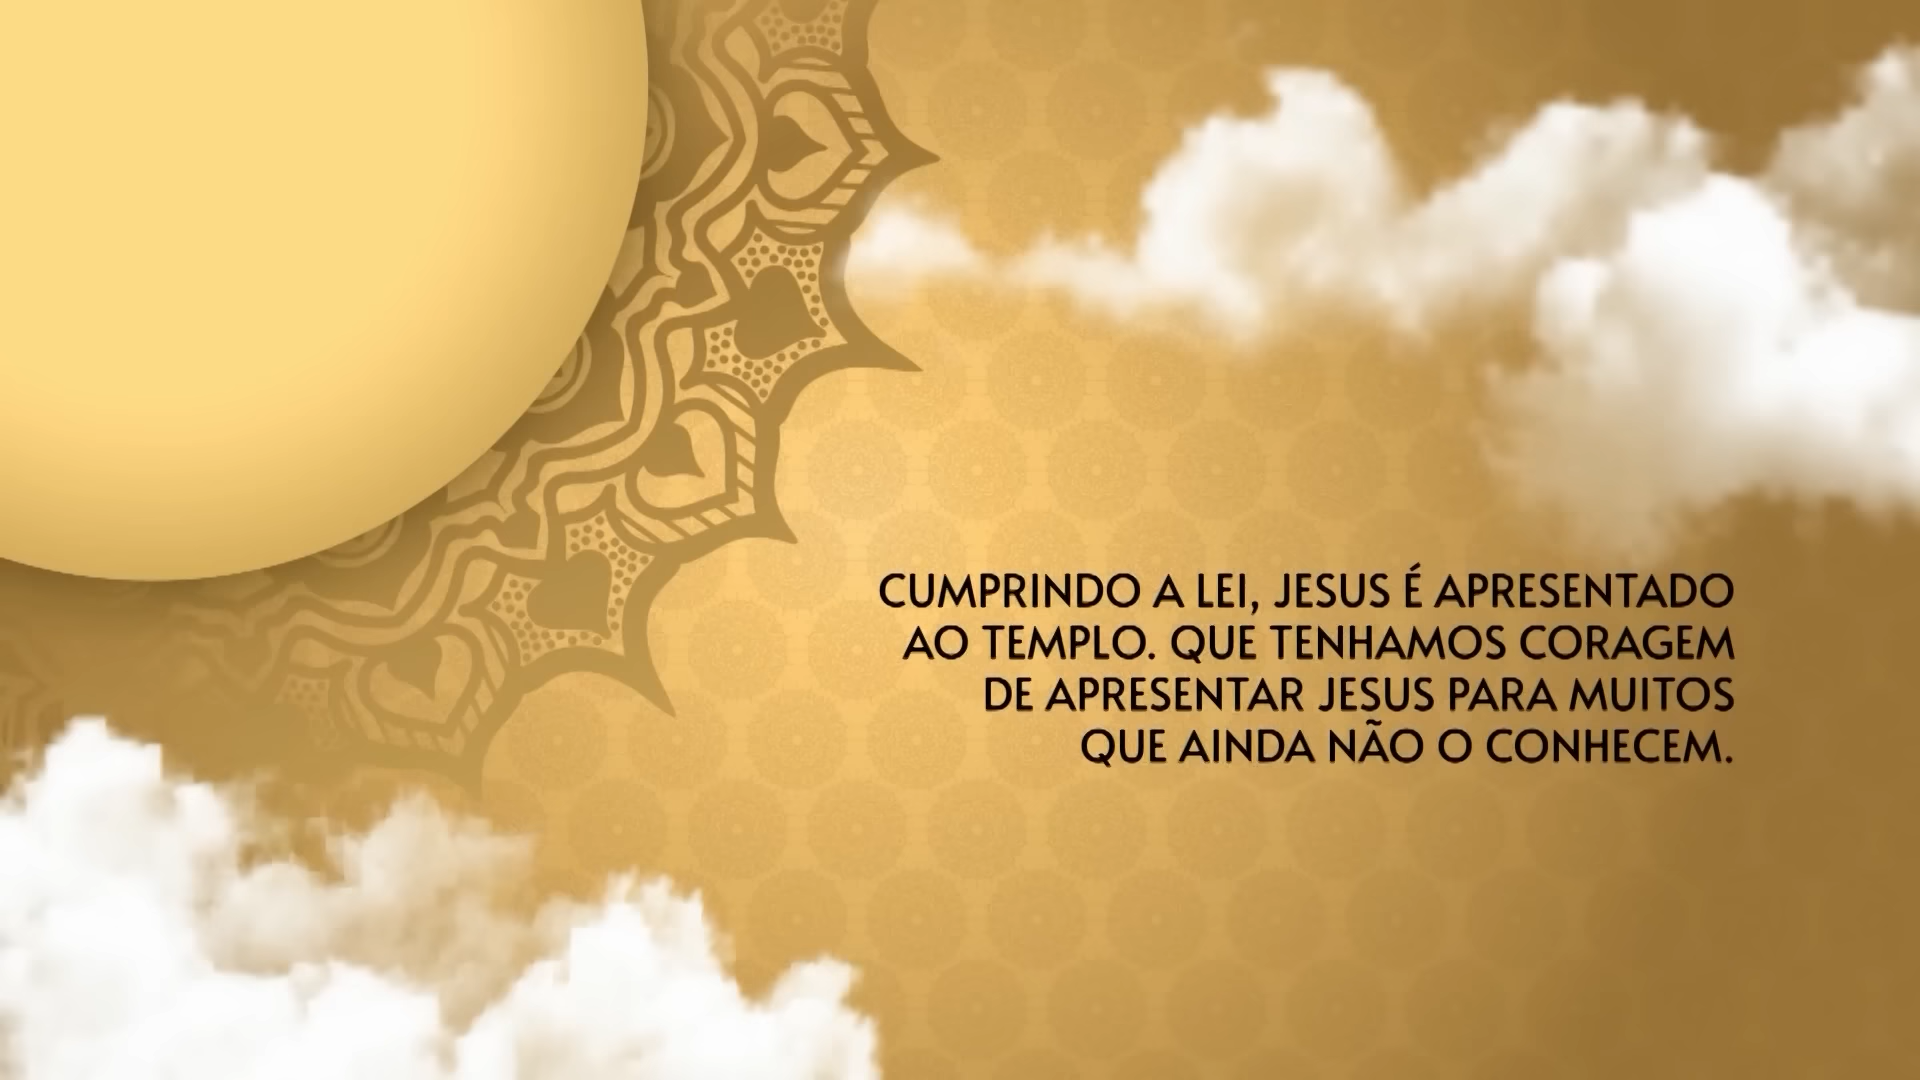 CUMPRINDO A LEI, JESUS É APRESENTADO
AO TEMPLO. QUE TENHAMOS CORAGEM
DE APRESENTAR JESUS PARA MUITOS
QUE AINDA NÃO O CONHECEM.